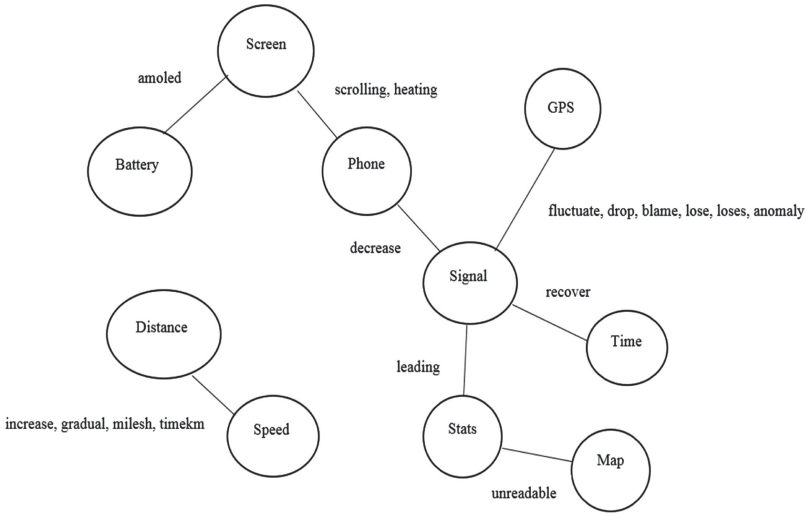 Screen
amoled
scrolling, heating
GPS
Battery
Phone
fluctuate, drop, blame, lose, loses, anomaly
decrease
Signal
recover
Distance
Time
leading
increase, gradual, milesh, timekm
Speed
Stats
Map
unreadable